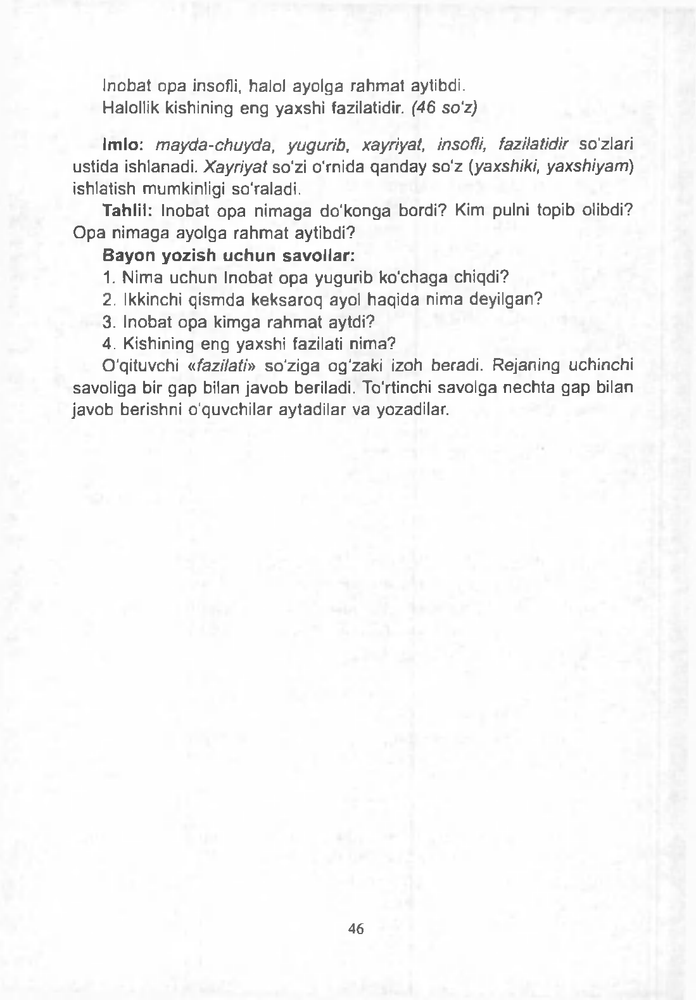 Inobat opa insofli, halol ayolga rahmat aytibdi.
Halollik kishining eng yaxshi fazilatidir. (46 so'z)
Imlo: mayda-chuyda, yugurib, xayriyat, insofli, fazilatidir so'zlari
ustida ishlanadi. Xayriyat so'zi o'rnida qanday so'z (yaxshiki, yaxshiyam)
ishlatish mumkinligi so'raladi.
Tahlil: Inobat opa nimaga do'konga bordi? Kim pulni topib olibdi?
Opa nimaga ayolga rahmat aytibdi?
Bayon yozish uchun savollar:
1. Nima uchun Inobat opa yugurib ko'chaga chiqdi?
2. Ikkinchi qismda keksaroq ayol haqida nima deyilgan?
3. Inobat opa kimga rahmat aytdi?
4. Kishining eng yaxshi fazilati nima?
O'qituvchi «fazilati» so'ziga og'zaki izoh beradi. Rejaning uchinchi
savoliga bir gap bilan javob beriladi. To'rtinchi savolga nechta gap bilan
javob berishni o'quvchilar aytadilar va yozadilar.
46